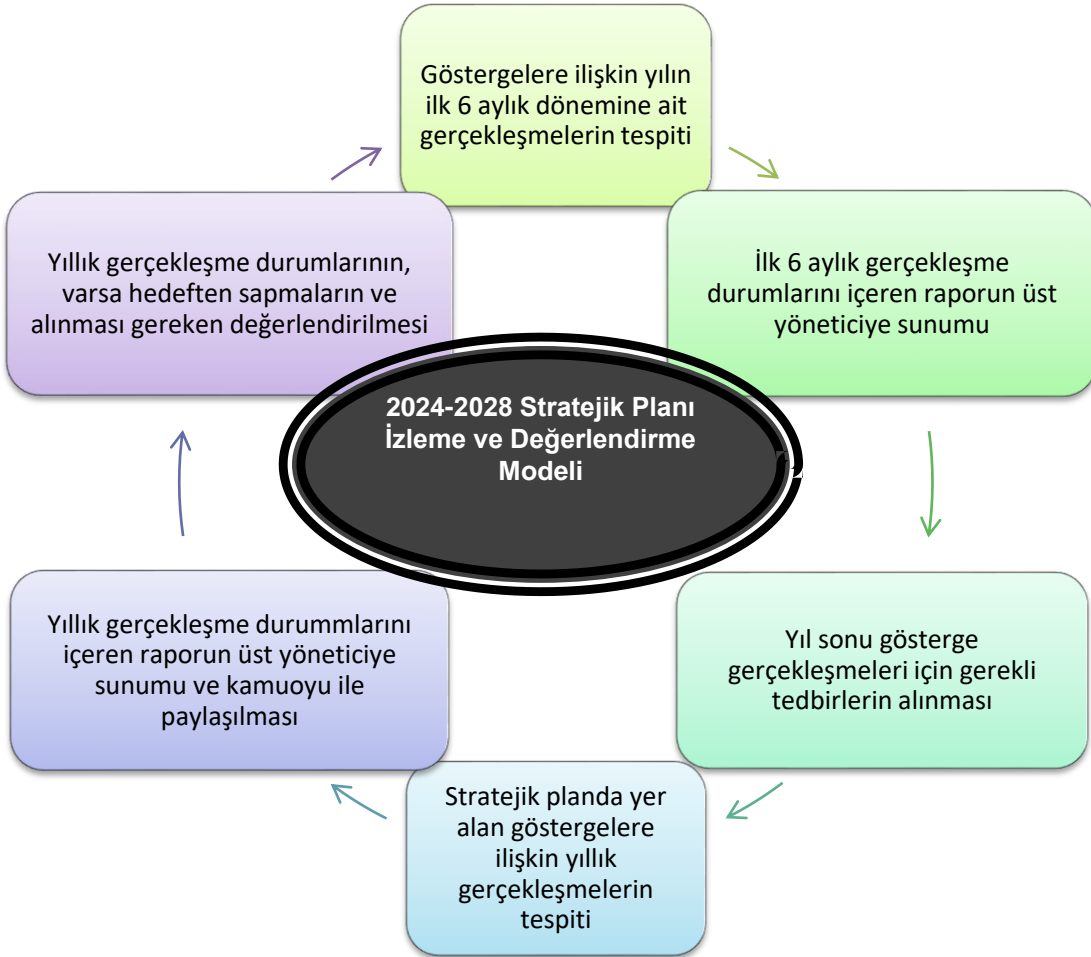 Göstergelere ilişkin yılın
ilk 6 aylık dönemine ait
gerçekleşmelerin tespiti
İlk 6 aylık gerçekleşme
durumlarını içeren raporun üst
yöneticiye sunumu
Yıl sonu gösterge
gerçekleşmeleri için gerekli
tedbirlerin alınması
Stratejik planda yer
alan göstergelere
ilişkin yıllık
gerçekleşmelerin
tespiti
Yıllık gerçekleşme durummlarını
içeren raporun üst yöneticiye
sunumu ve kamuoyu ile
paylaşılması
Yıllık gerçekleşme durumlarının,
varsa hedeften sapmaların ve
alınması gereken değerlendirilmesi
2024-2028 Stratejik Planı
İzleme ve Değerlendirme
Modeli